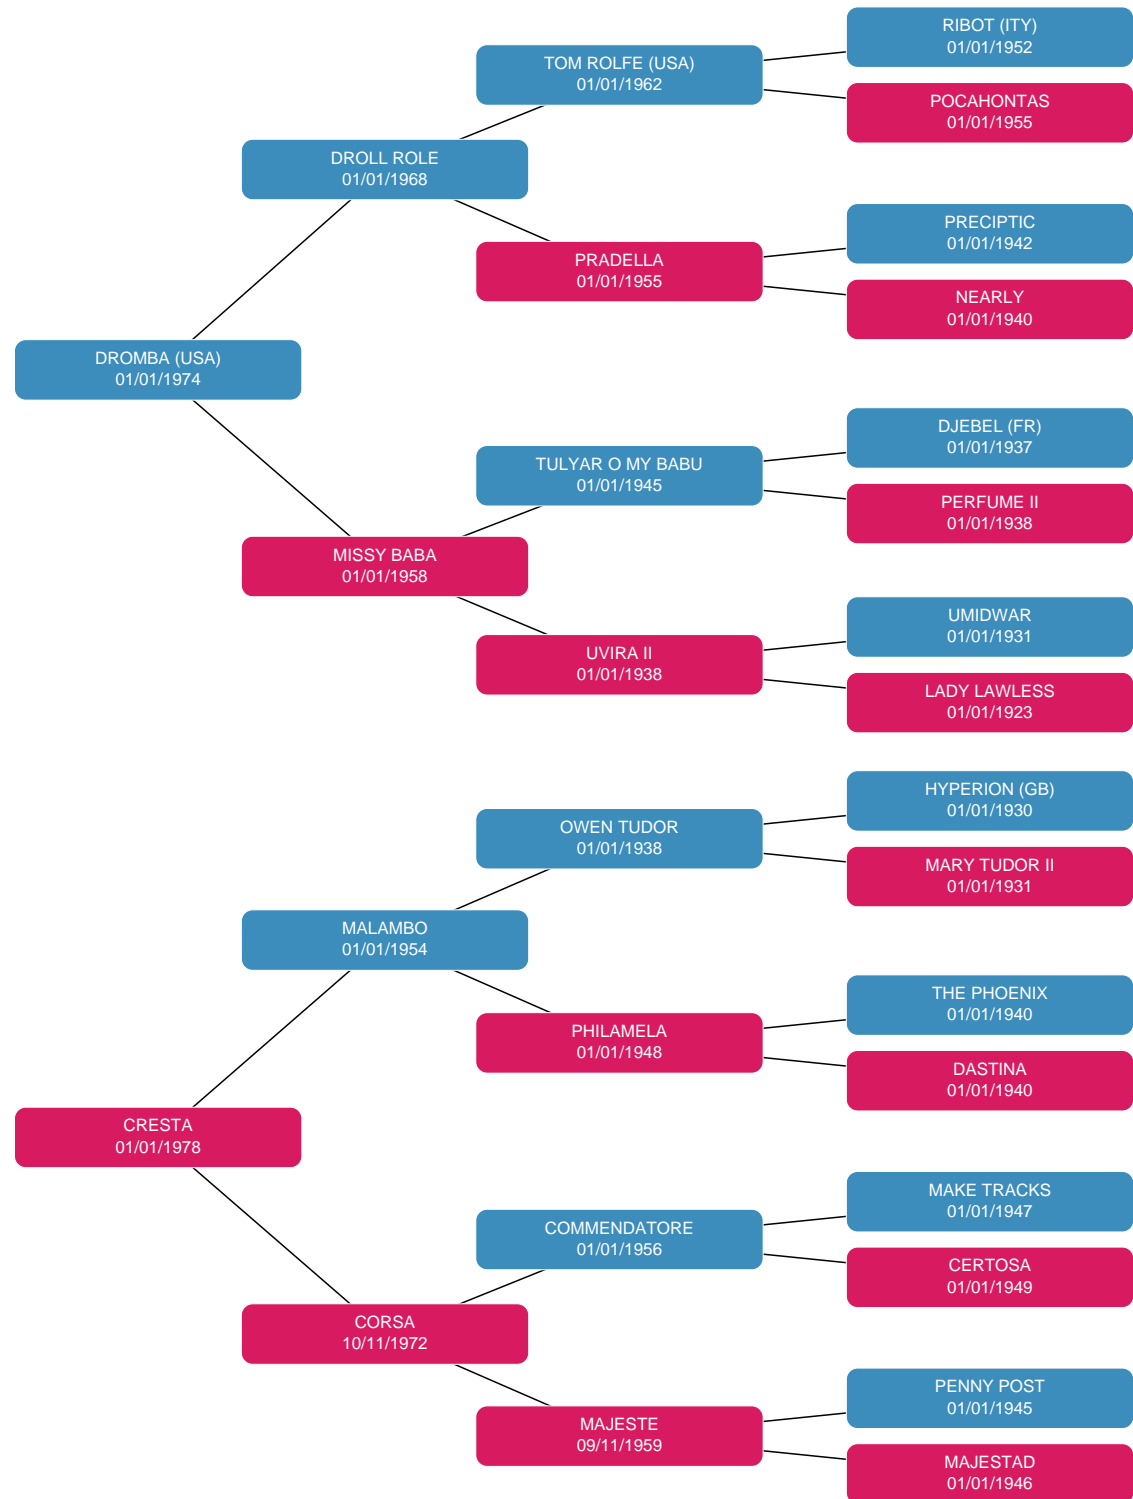 RIBOT (ITY)
01/01/1952
TOM ROLFE (USA)
01/01/1962
POCAHONTAS
01/01/1955
DROLL ROLE
01/01/1968
PRECIPTIC
01/01/1942
PRADELLA
01/01/1955
NEARLY
01/01/1940
DROMBA (USA)
01/01/1974
DJEBEL (FR)
01/01/1937
TULYAR O MY BABU
01/01/1945
PERFUME II
01/01/1938
MISSY BABA
01/01/1958
UMIDWAR
01/01/1931
UVIRA II
01/01/1938
LADY LAWLESS
01/01/1923
HYPERION (GB)
01/01/1930
OWEN TUDOR
01/01/1938
MARY TUDOR II
01/01/1931
MALAMBO
01/01/1954
THE PHOENIX
01/01/1940
PHILAMELA
01/01/1948
DASTINA
01/01/1940
CRESTA
01/01/1978
MAKE TRACKS
01/01/1947
COMMENDATORE
01/01/1956
CERTOSA
01/01/1949
CORSA
10/11/1972
PENNY POST
01/01/1945
MAJESTE
09/11/1959
MAJESTAD
01/01/1946